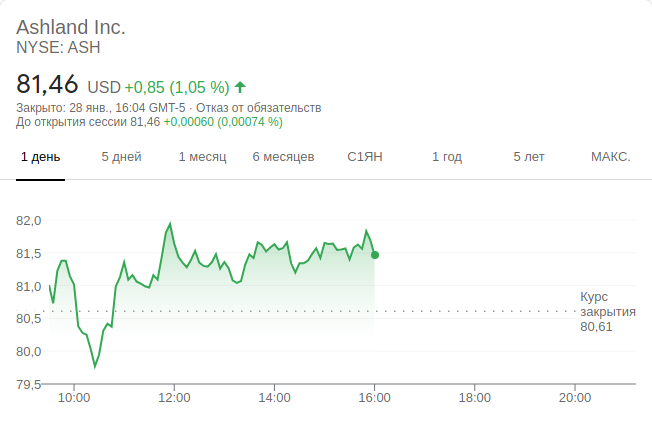 Ashland Inc.
NYSE: ASH
81,46 USD +0,85 (1,05 %)
Закрыто: 28 янв., 16:04 GMT-5 · Отказ от обязательств
До открытия сессии 81,46 +0,00060 (0,00074 %)
1 день 5 дней 1 месяц 6 месяцев С1ЯН 1 год 5 лет МАКС.
82,0
81,5
81,0
Курс
закрытия
80,61
80,5
80,0
79,5
10:00 12:00 14:00 16:00 18:00 20:00